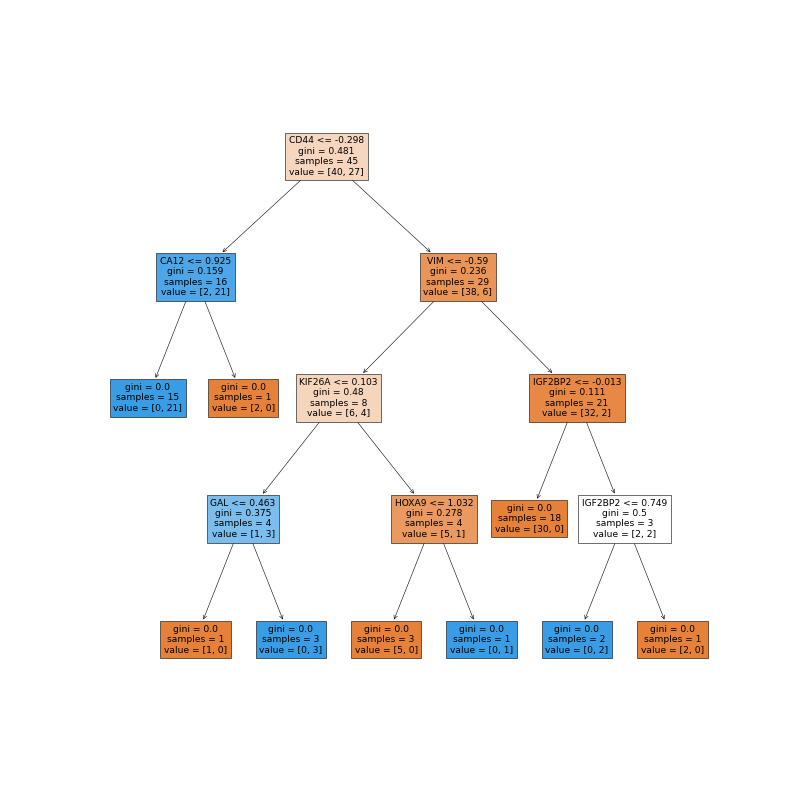 CD44 <= -0.298
gini = 0.481
samples = 45
value = [40, 27]
CA12 <= 0.925
gini = 0.159
samples = 16
value = [2, 21]
VIM <= -0.59
gini = 0.236
samples = 29
value = [38, 6]
gini = 0.0
samples = 15
value = [0, 21]
gini = 0.0
samples = 1
value = [2, 0]
KIF26A <= 0.103
gini = 0.48
samples = 8
value = [6, 4]
IGF2BP2 <= -0.013
gini = 0.111
samples = 21
value = [32, 2]
GAL <= 0.463
gini = 0.375
samples = 4
value = [1, 3]
HOXA9 <= 1.032
gini = 0.278
samples = 4
value = [5, 1]
gini = 0.0
samples = 18
value = [30, 0]
IGF2BP2 <= 0.749
gini = 0.5
samples = 3
value = [2, 2]
gini = 0.0
samples = 1
value = [1, 0]
gini = 0.0
samples = 3
value = [0, 3]
gini = 0.0
samples = 3
value = [5, 0]
gini = 0.0
samples = 1
value = [0, 1]
gini = 0.0
samples = 2
value = [0, 2]
gini = 0.0
samples = 1
value = [2, 0]